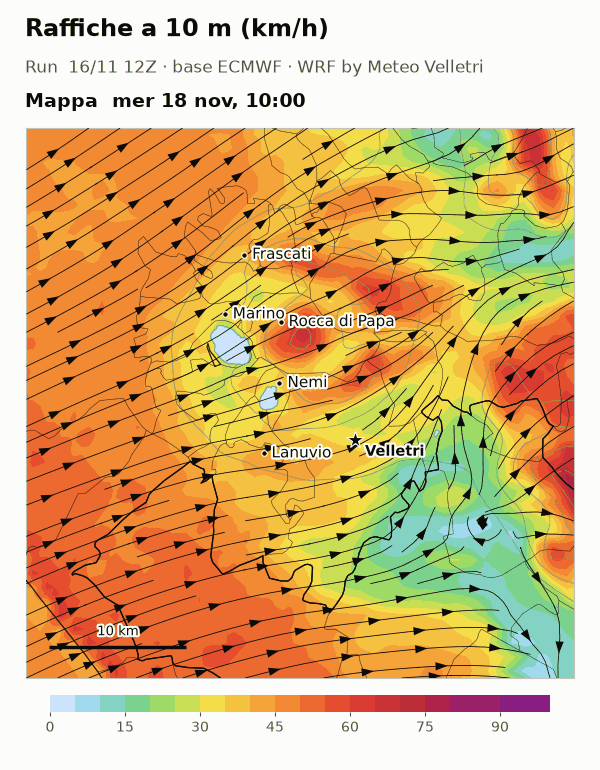 Raffiche a 10 m (km/h)
Run  16/11 12Z · base ECMWF · WRF by Meteo Velletri
Mappa  mer 18 nov, 10:00
Frascati
Marino
Rocca di Papa
Nemi
Velletri
Lanuvio
10 km
0 15 30 45 60 75 90